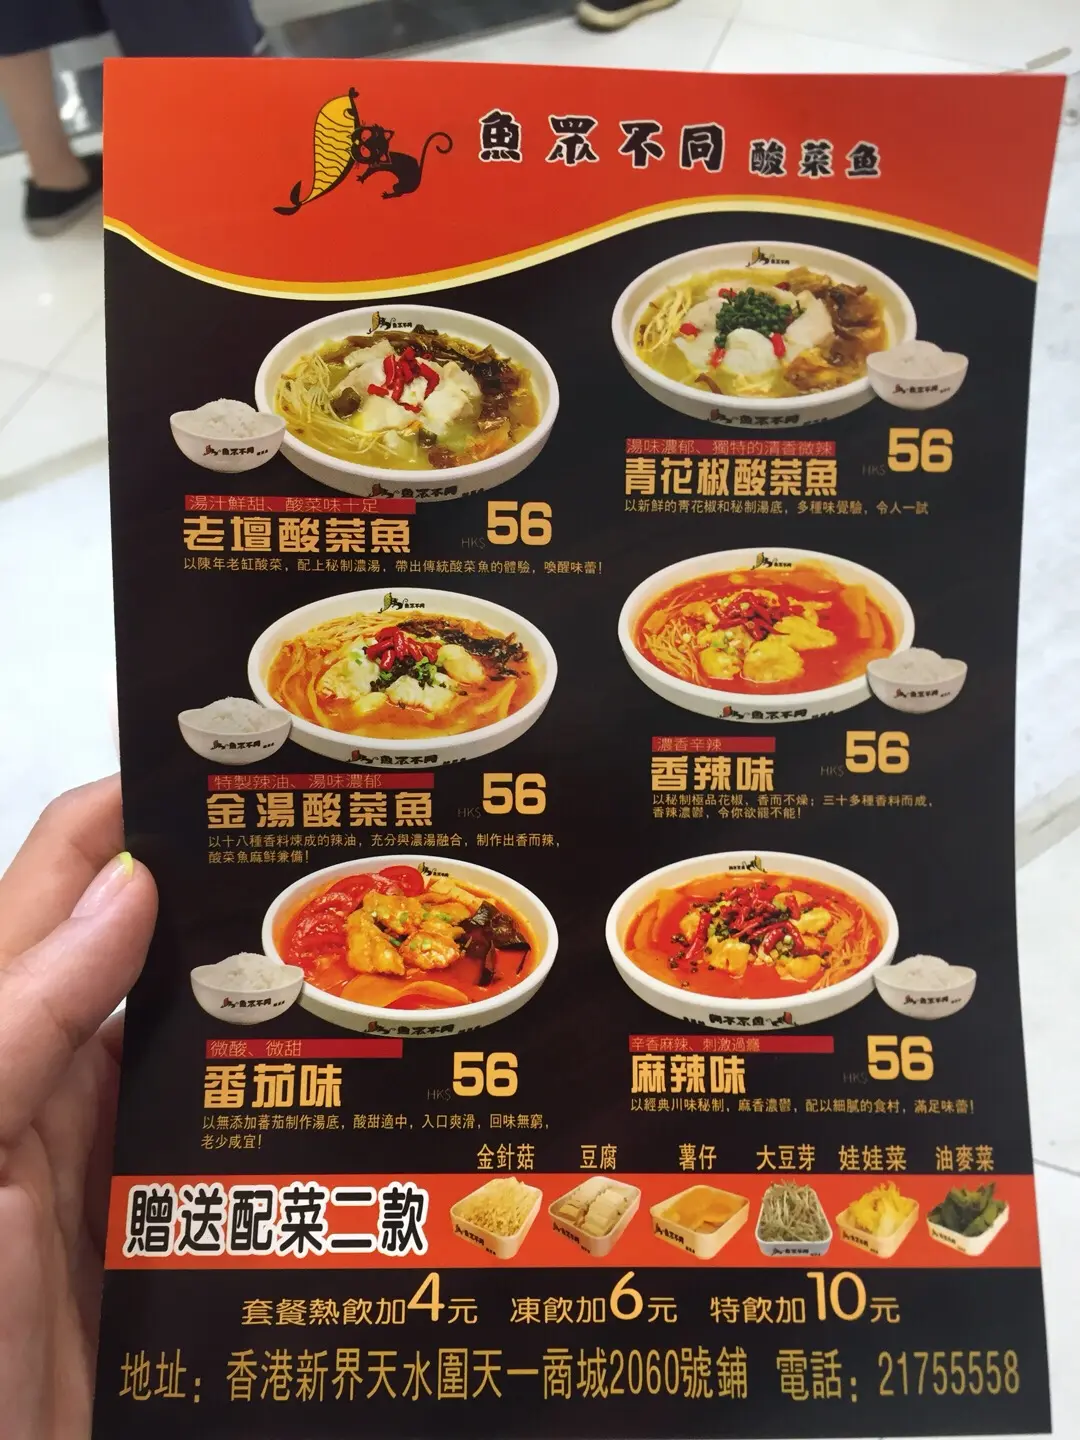 魚眾不同 酸菜鱼
湯汁鮮甜、酸菜味十足
老壇酸菜魚 HK$ 56
以陳年老缸酸菜，配上秘制濃湯，帶出傳統酸菜魚的體驗，喚醒味蕾！
湯味濃郁、獨特的清香微辣
青花椒酸菜魚 HK$ 56
以新鮮的青花椒和秘制湯底，多種味覺驗，令人一試
特製辣油、湯味濃郁
金湯酸菜魚 HK$ 56
以十八種香料煉成的辣油，充分與濃湯融合，制作出香而辣，
酸菜魚麻鮮兼備！
濃香辛辣
香辣味 HK$ 56
以秘制極品花椒、香而不燥；三十多種香料而成，
香辣濃鬱，令你欲罷不能！
微酸、微甜
番茄味 HK$ 56
以無添加蕃茄制作湯底，酸甜適中，入口爽滑，回味無窮，
老少咸宜！
辛香麻辣、刺激過癮
麻辣味 HK$ 56
以經典川味秘制，麻香濃鬱，配以細膩的食村，滿足味蕾！
金針菇 豆腐 薯仔 大豆芽 娃娃菜 油麥菜
贈送配菜二款
套餐熱飲加4元 凍飲加6元 特飲加10元
地址：香港新界天水圍天一商城2060號鋪 電話：21755558